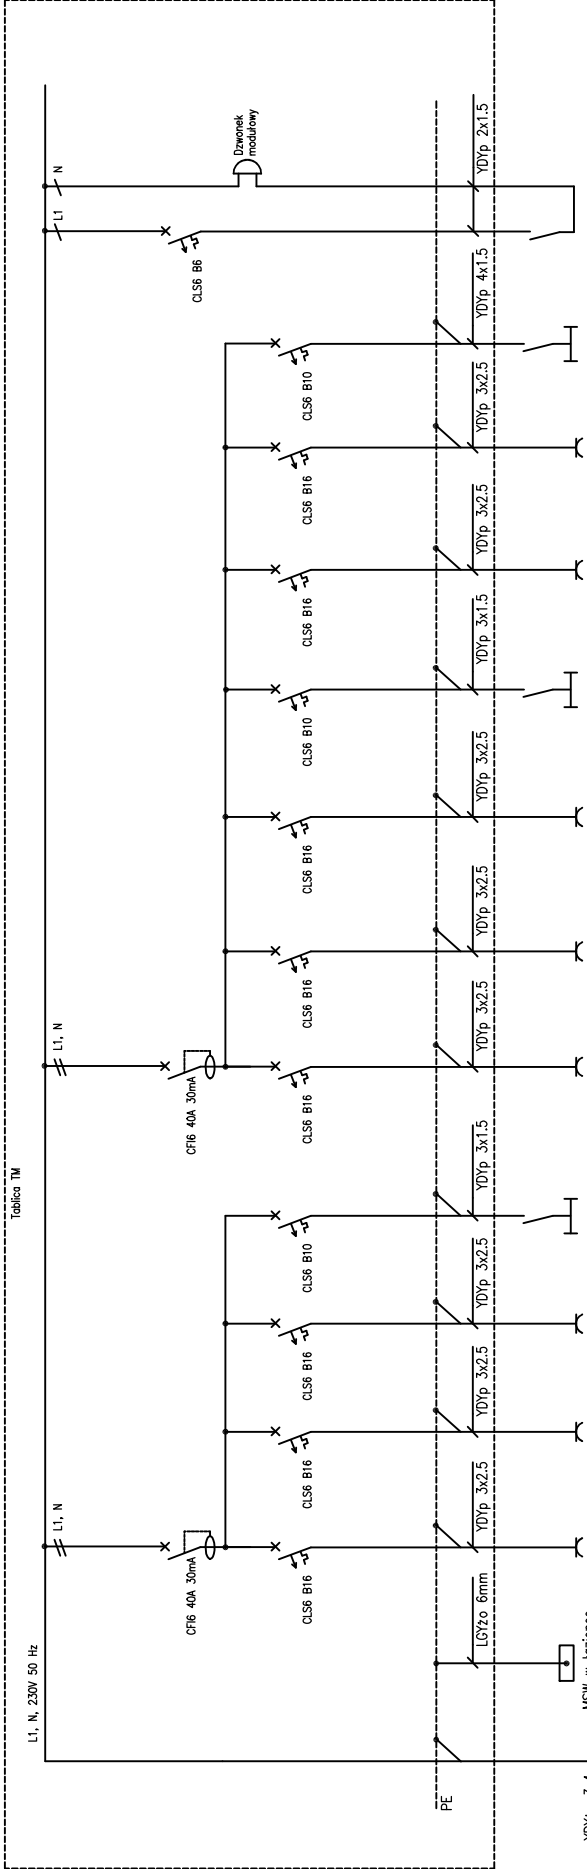 Tablica TM
L1, N, 230V 50 Hz
L1, N
L1, N
L1
N
CFI6 40A 30mA
CFI6 40A 30mA
CLS6 B6
Dzwonek
modułowy
CLS6 B16
CLS6 B16
CLS6 B16
CLS6 B10
CLS6 B16
CLS6 B16
CLS6 B16
CLS6 B10
CLS6 B16
CLS6 B16
CLS6 B10
PE
LGYżo 6mm
YDYp 3x2.5
YDYp 3x2.5
YDYp 3x2.5
YDYp 3x1.5
YDYp 3x2.5
YDYp 3x2.5
YDYp 3x2.5
YDYp 3x1.5
YDYp 3x2.5
YDYp 3x2.5
YDYp 4x1.5
YDYp 2x1.5